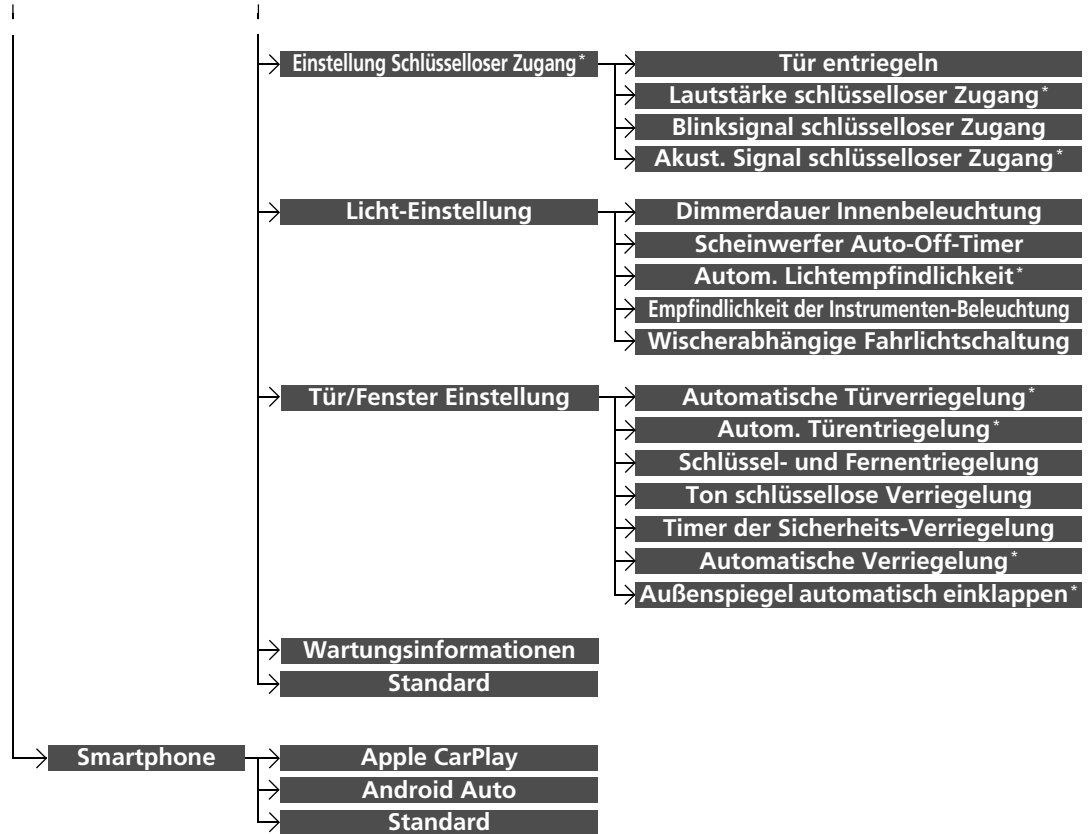 Einstellung Schlüsselloser Zugang*
Tür entriegeln
Lautstärke schlüsselloser Zugang*
Blinksignal schlüsselloser Zugang
Akust. Signal schlüsselloser Zugang*
Licht-Einstellung
Dimmerdauer Innenbeleuchtung
Scheinwerfer Auto-Off-Timer
Autom. Lichtempfindlichkeit*
Empfindlichkeit der Instrumenten-Beleuchtung
Wischerabhängige Fahrlichtschaltung
Tür/Fenster Einstellung
Automatische Türverriegelung*
Autom. Türentriegelung*
Schlüssel- und Fernentriegelung
Ton schlüssellose Verriegelung
Timer der Sicherheits-Verriegelung
Automatische Verriegelung*
Außenspiegel automatisch einklappen*
Wartungsinformationen
Standard
Smartphone
Apple CarPlay
Android Auto
Standard